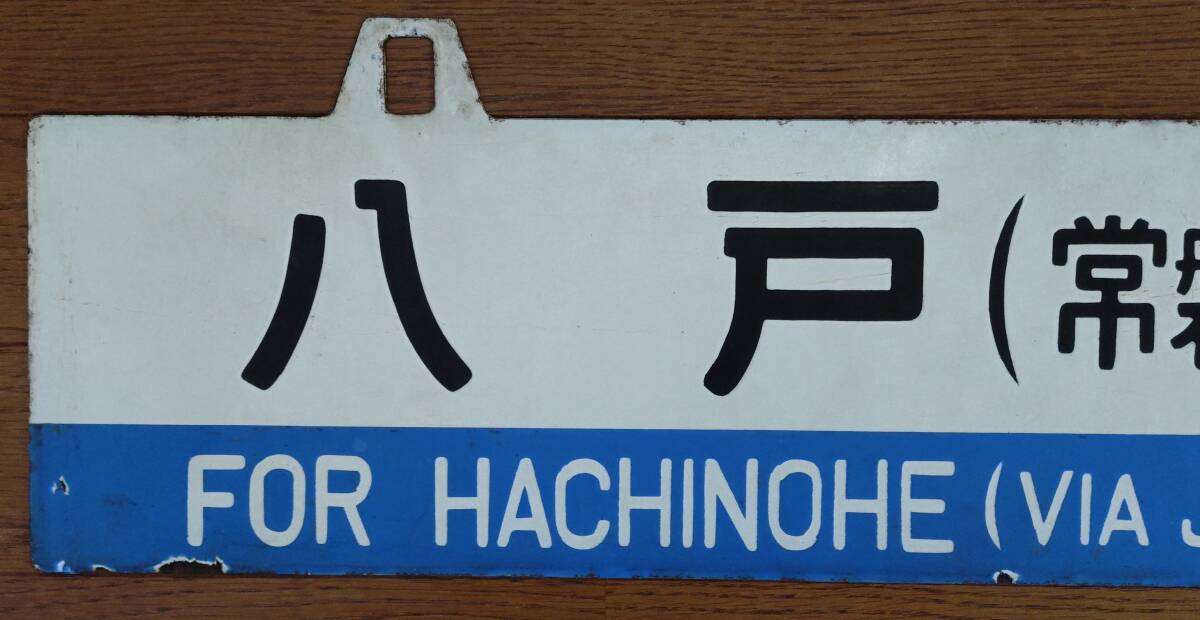 八戸(常
FOR HACHINOHE (VIA J